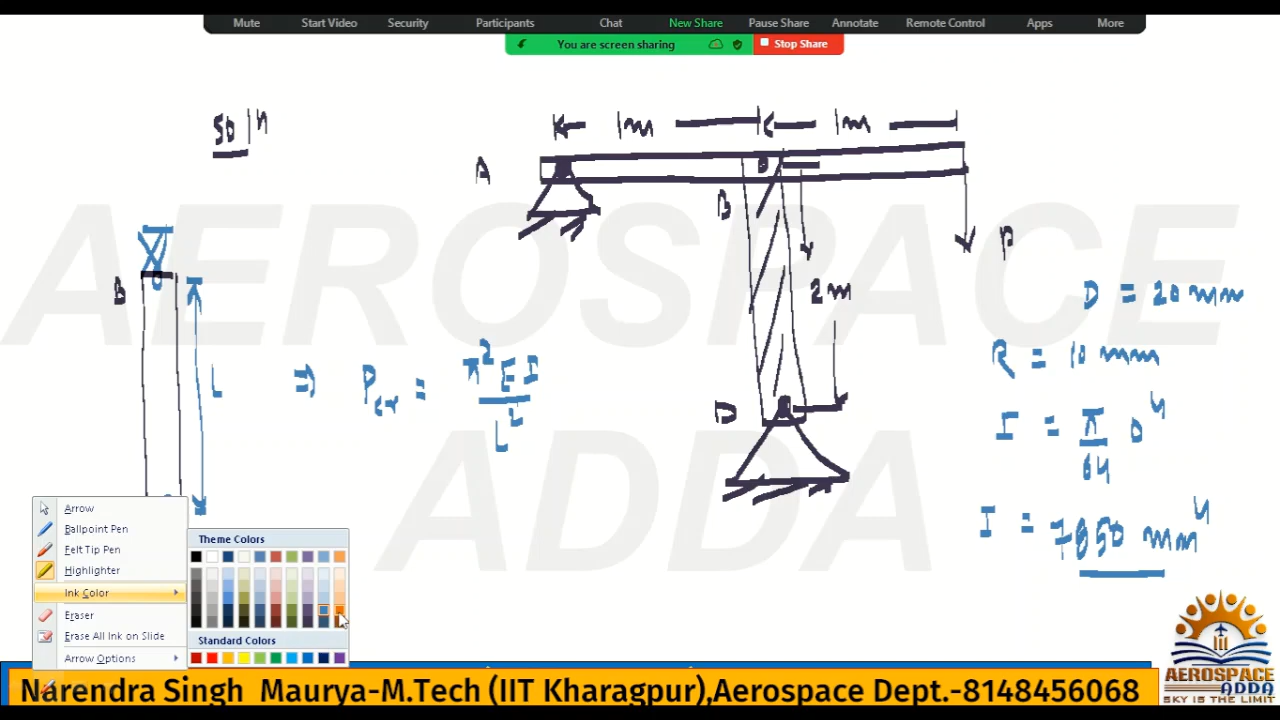 Mute Start Video Security Participants Chat New Share Pause Share Annotate Remote Control Apps More
You are screen sharing Stop Share
50 1m 1m
A
B
P
B
2m
D = 20 mm
R = 10 mm
L ⇒ Pcr = π² E I / L²
D
I = π / 64 D⁴
I = 7850 mm⁴
AEROSPACE
ADDA
Arrow
Ballpoint Pen
Felt Tip Pen
Highlighter
Ink Color
Eraser
Erase All Ink on Slide
Arrow Options
Theme Colors
Standard Colors
Narendra Singh Maurya-M.Tech (IIT Kharagpur),Aerospace Dept.-8148456068
AEROSPACE
ADDA
SKY IS THE LIMIT